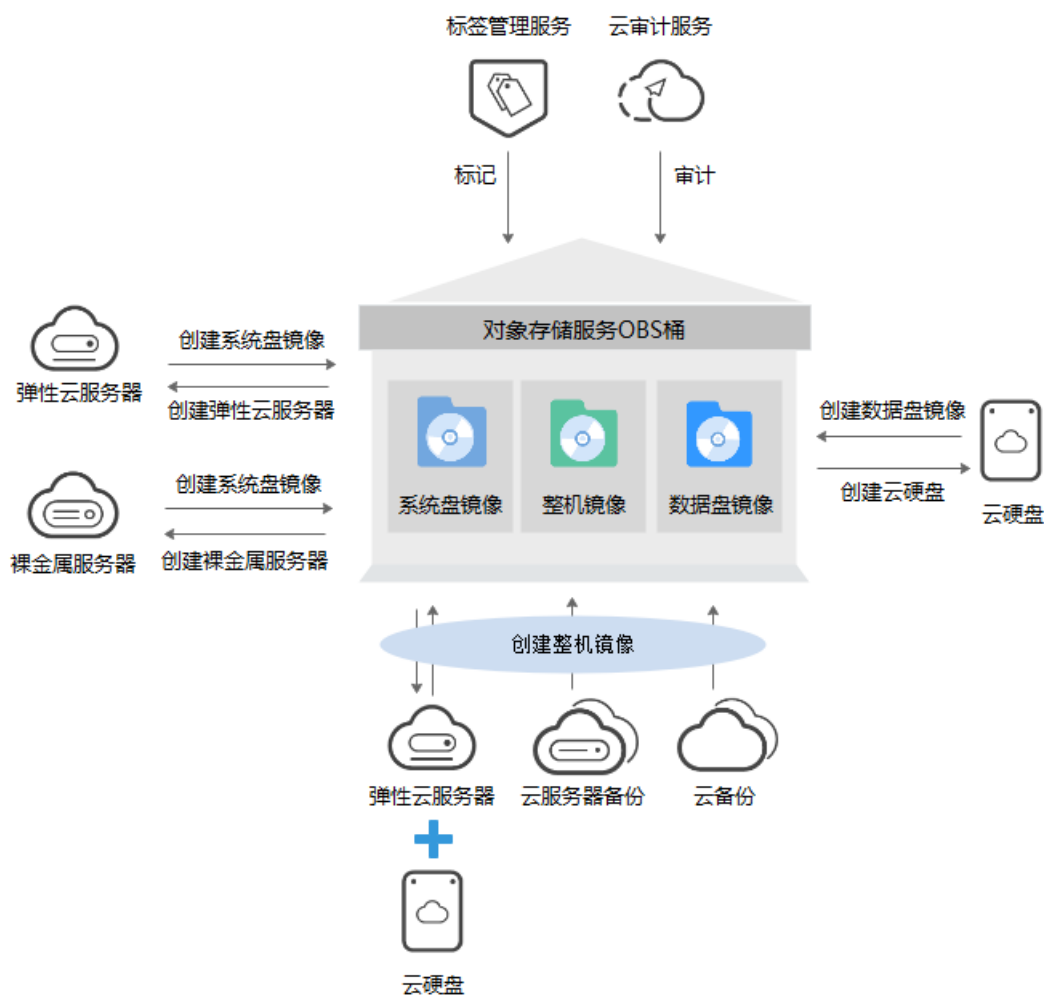 标签管理服务
云审计服务
标记
审计
对象存储服务OBS桶
创建系统盘镜像
弹性云服务器
创建弹性云服务器
创建系统盘镜像
裸金属服务器
创建裸金属服务器
系统盘镜像
整机镜像
数据盘镜像
创建数据盘镜像
创建云硬盘
云硬盘
创建整机镜像
弹性云服务器
云服务器备份
云备份
云硬盘